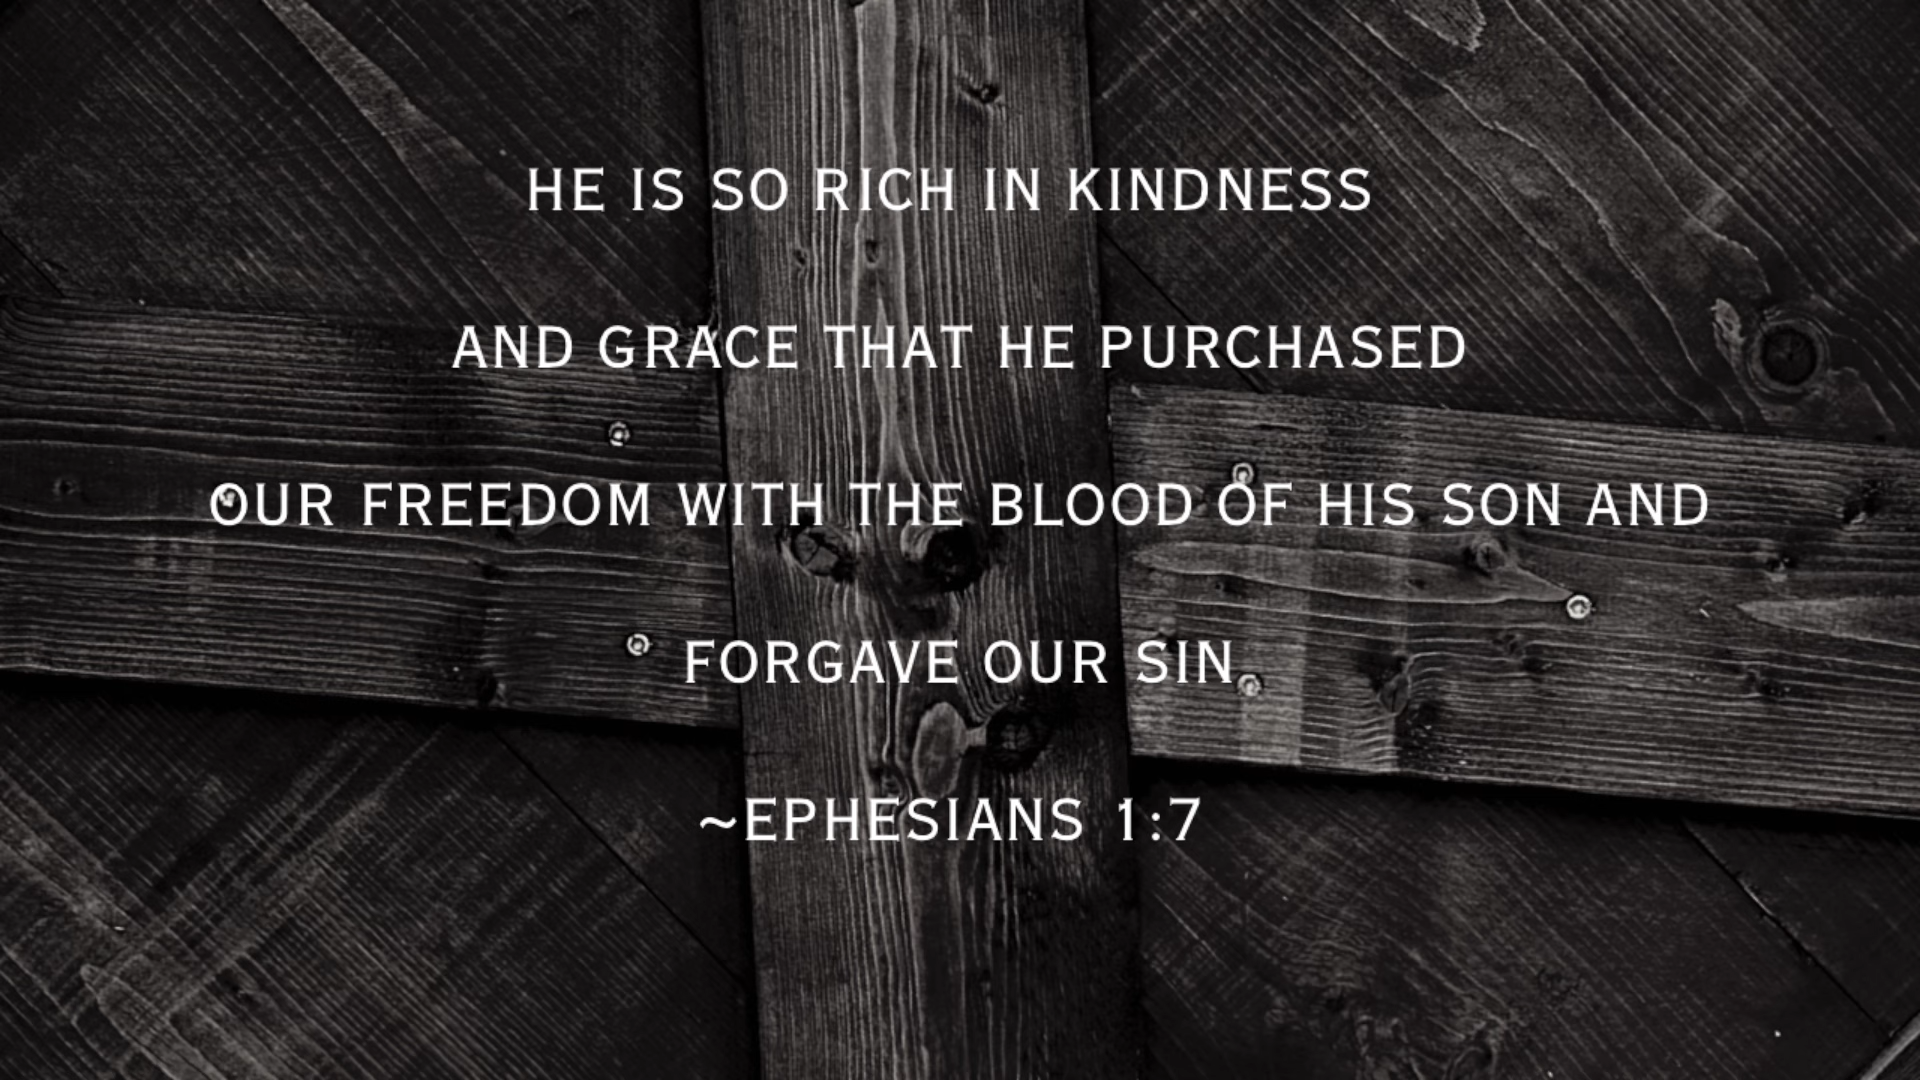 HE IS SO RICH IN KINDNESS
AND GRACE THAT HE PURCHASED
OUR FREEDOM WITH THE BLOOD OF HIS SON AND
FORGAVE OUR SIN
~EPHESIANS 1:7